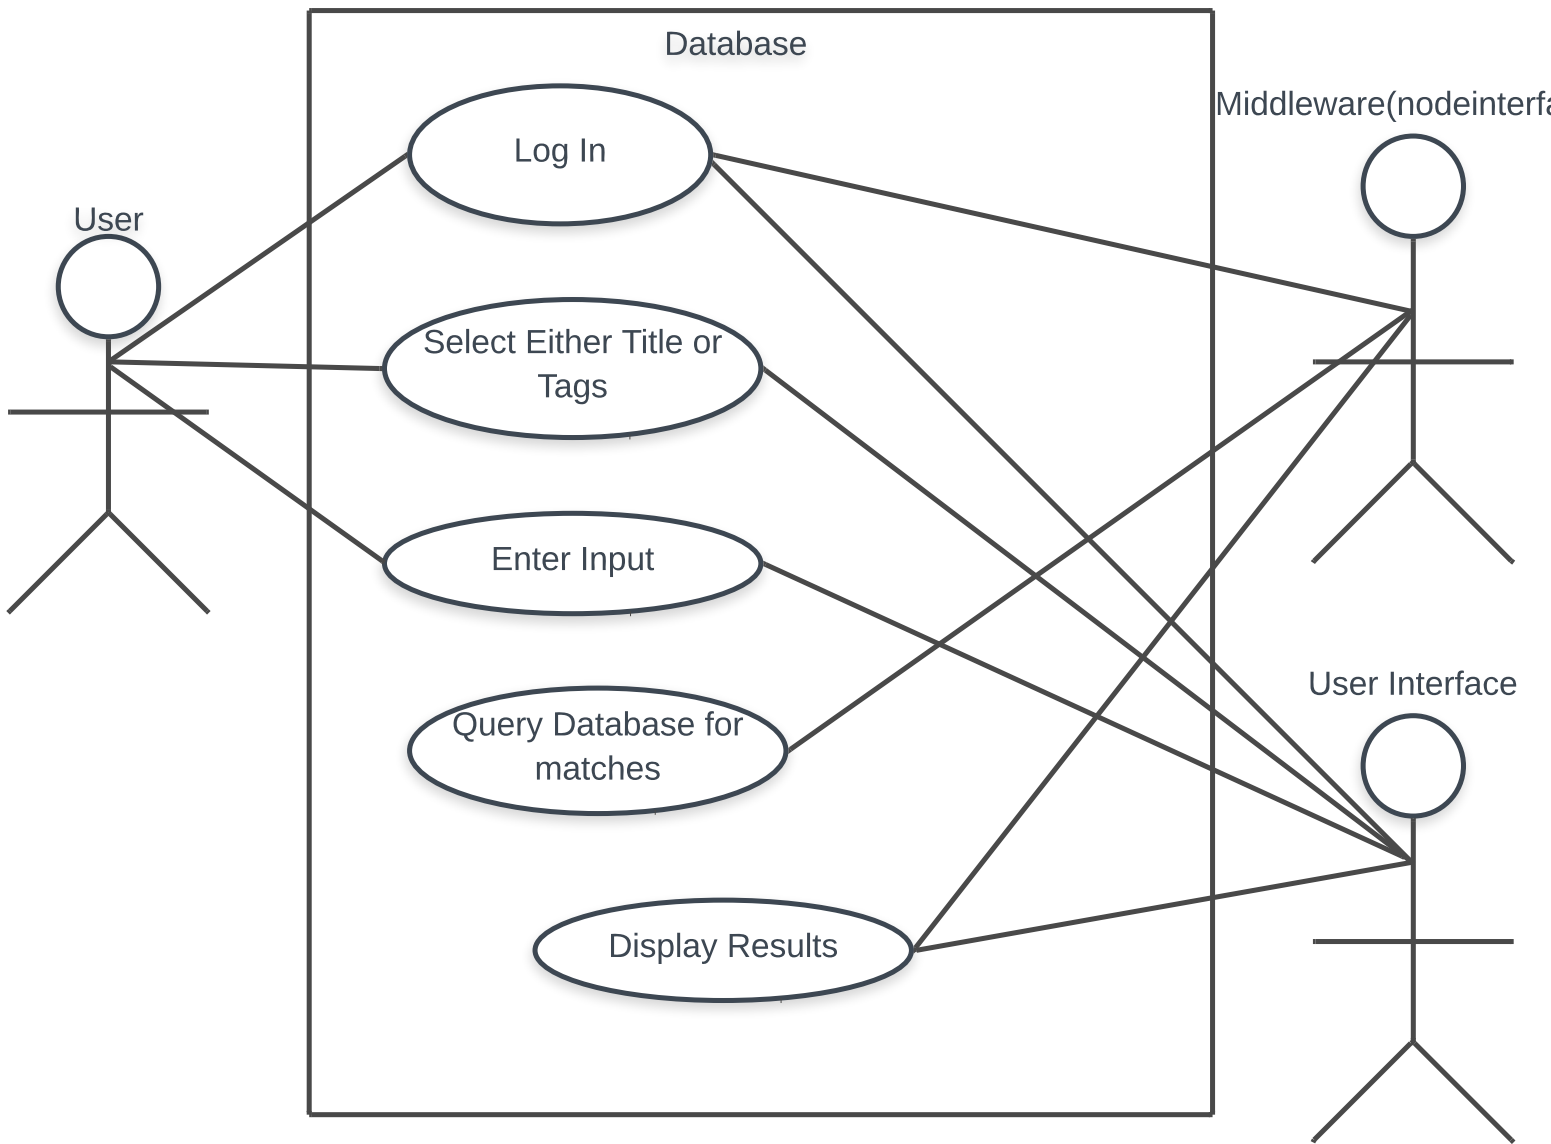 Database
Middleware(nodeinterfa
Log In
User
Select Either Title or
Tags
Enter Input
User Interface
Query Database for
matches
Display Results